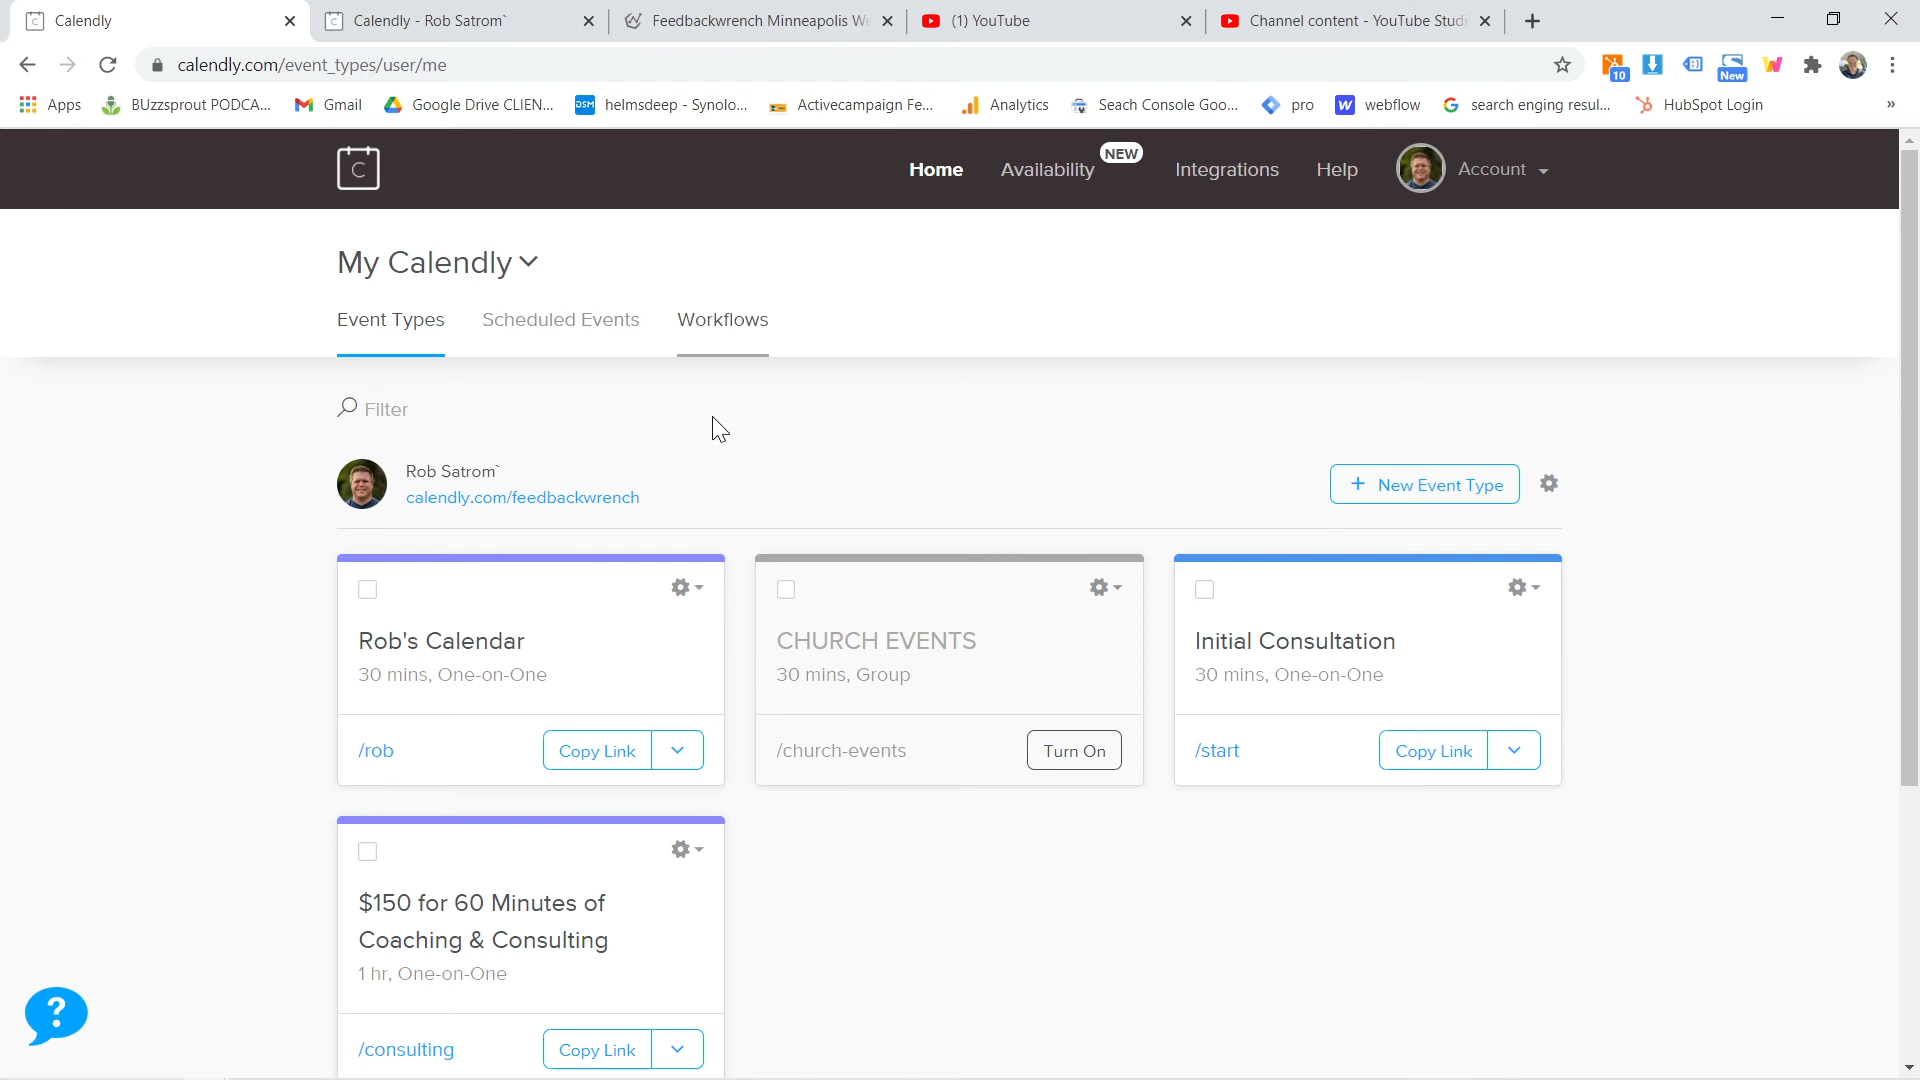 Calendly
Calendly - Rob Satrom`
Feedbackwrench Minneapolis We
(1) YouTube
Channel content - YouTube Studi
calendly.com/event_types/user/me
10
New
Apps
BUzzsprout PODCA...
Gmail
Google Drive CLIEN...
DSM
helmsdeep - Synolo...
Activecampaign Fe...
Analytics
Seach Console Goo...
pro
webflow
search enging resul...
HubSpot Login
»
C
Home
Availability
NEW
Integrations
Help
Account
My Calendly
Event Types
Scheduled Events
Workflows
Filter
Rob Satrom`
calendly.com/feedbackwrench
+ New Event Type
Rob's Calendar
30 mins, One-on-One
/rob
Copy Link
CHURCH EVENTS
30 mins, Group
/church-events
Turn On
Initial Consultation
30 mins, One-on-One
/start
Copy Link
$150 for 60 Minutes of
Coaching & Consulting
1 hr, One-on-One
/consulting
Copy Link
?